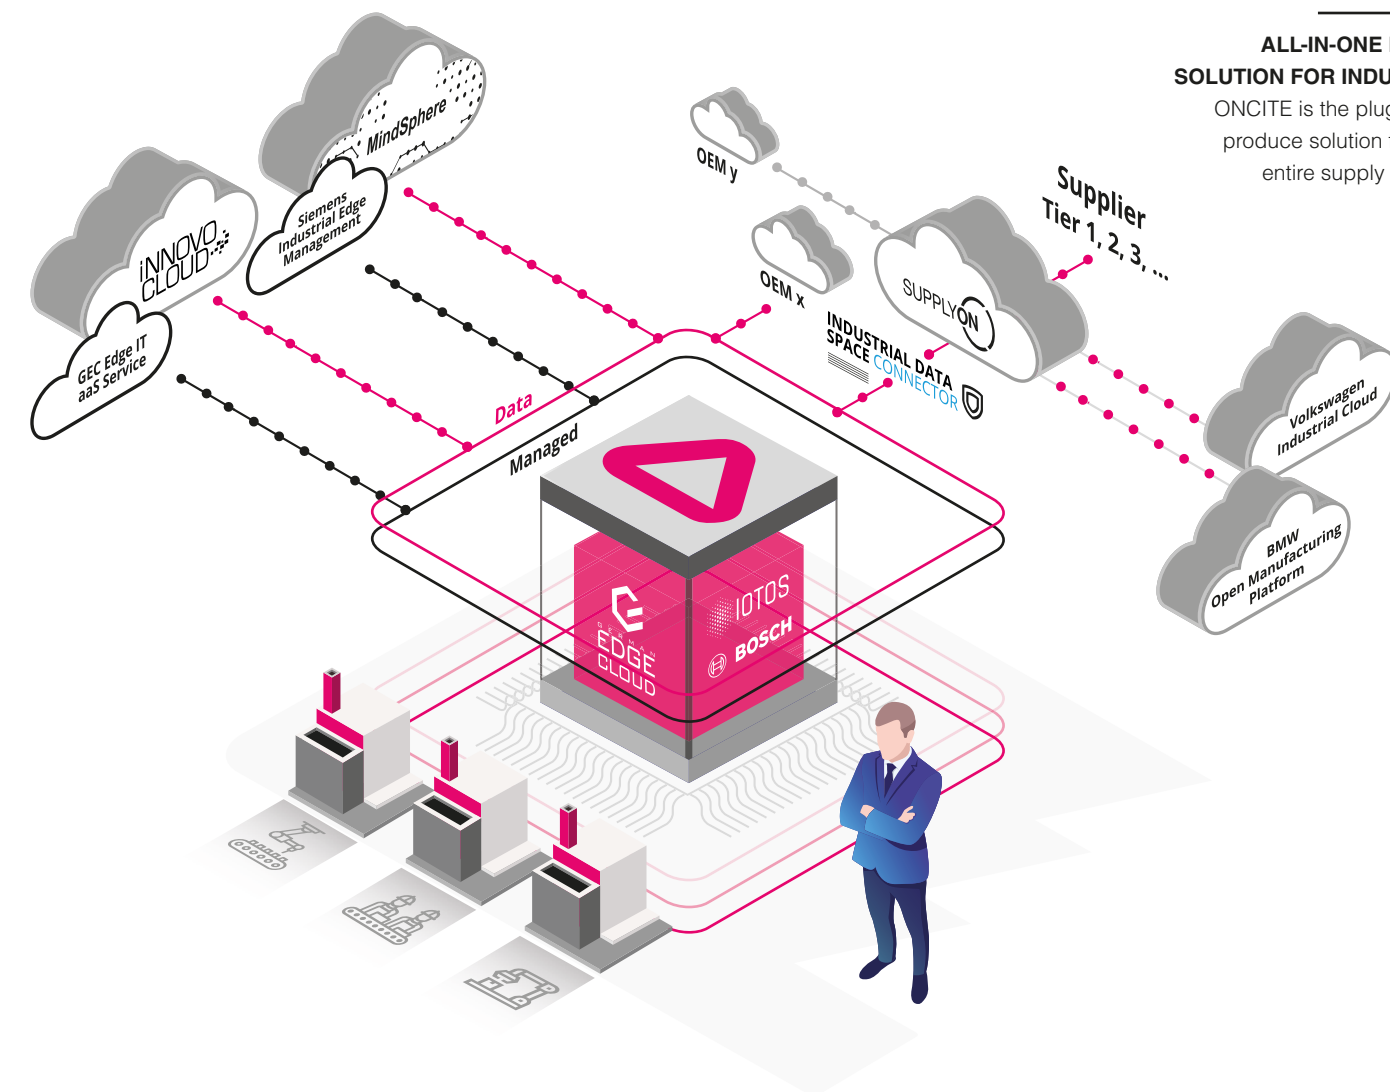 ALL-IN-ONE
SOLUTION FOR INDU
ONCITE is the plug
produce solution
entire supply
MindSphere
Siemens
Industrial Edge
Management
iNNOVO
CLOUD
GEC Edge IT
aaS Service
OEM y
OEM x
Supplier
Tier 1, 2, 3, ...
SUPPLYON
INDUSTRIAL DATA
SPACE CONNECTOR
Volkswagen
Industrial Cloud
BMW
Open Manufacturing
Platform
Data
Managed
GERMAN
EDGE
CLOUD
IOTOS
BOSCH